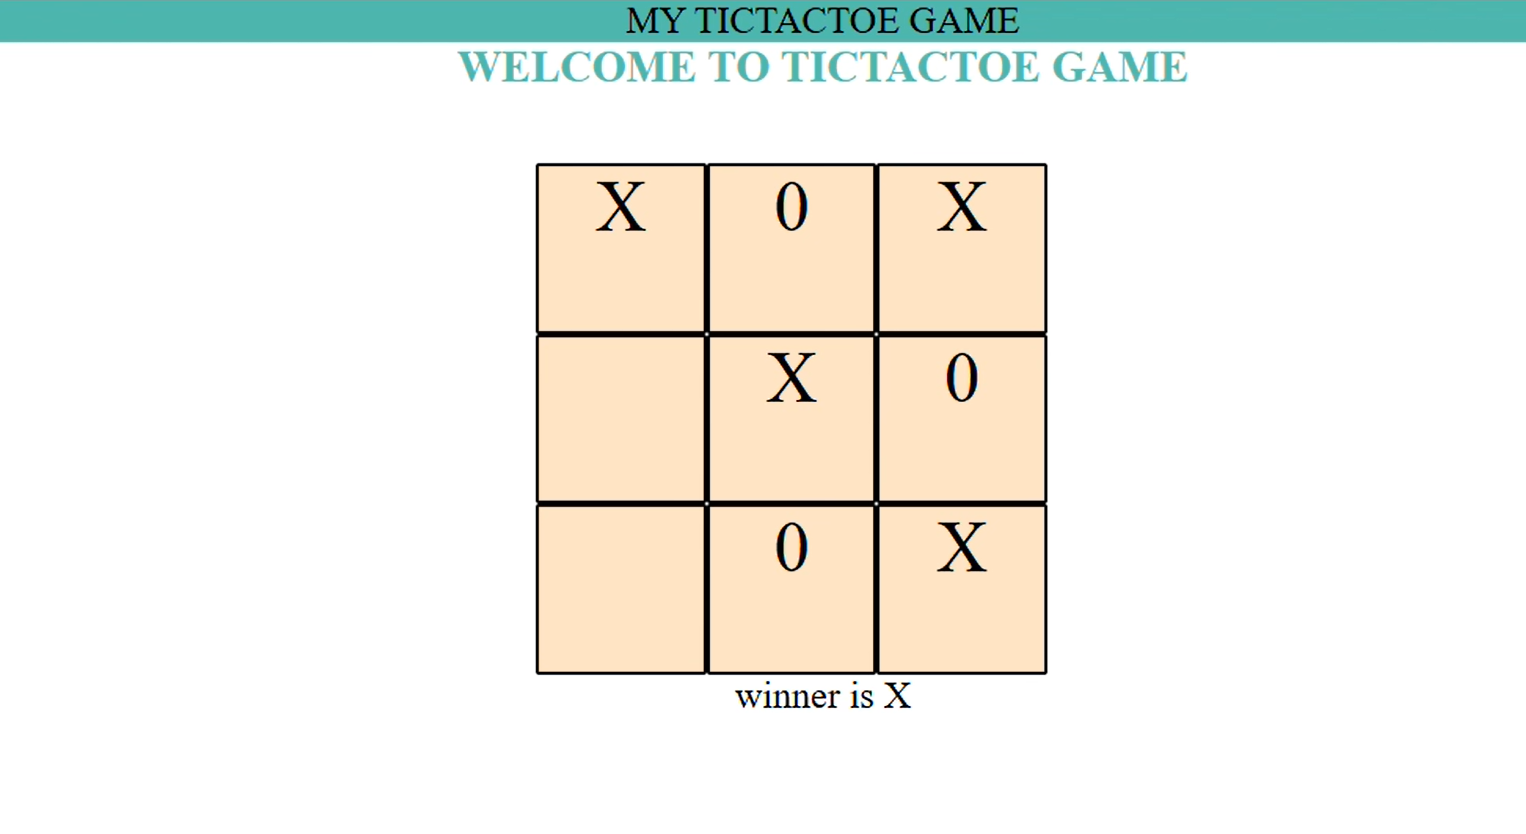 MY TICTACTOE GAME
WELCOME TO TICTACTOE GAME
X 0 X
X 0
0 X
winner is X